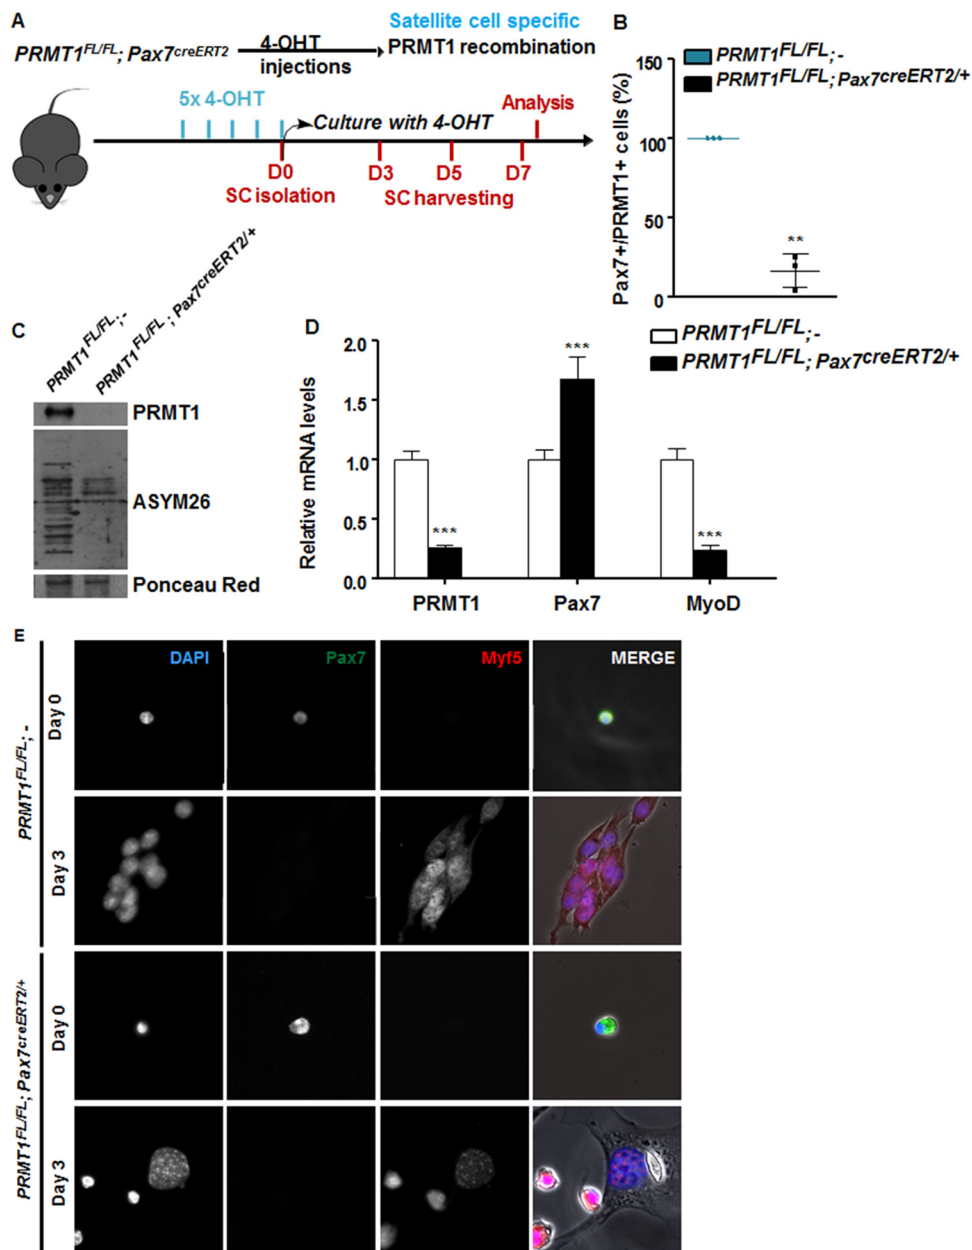 A
Satellite cell specific
PRMT1FL/FL; Pax7creERT2
4-OHT
injections
PRMT1 recombination
5x 4-OHT
Culture with 4-OHT
Analysis
D0
D3
D5
D7
SC isolation
SC harvesting
B
PRMT1FL/FL;-
PRMT1FL/FL; Pax7creERT2/+
Pax7+/PRMT1+ cells (%)
150
100
50
0
**
C
PRMT1FL/FL;-
PRMT1FL/FL; Pax7creERT2/+
PRMT1
ASYM26
Ponceau Red
D
PRMT1FL/FL;-
PRMT1FL/FL; Pax7creERT2/+
Relative mRNA levels
2.0
1.5
1.0
0.5
0.0
***
***
***
PRMT1
Pax7
MyoD
E
DAPI
Pax7
Myf5
MERGE
PRMT1FL/FL; -
Day 0
Day 3
PRMT1FL/FL; Pax7creERT2/+
Day 0
Day 3